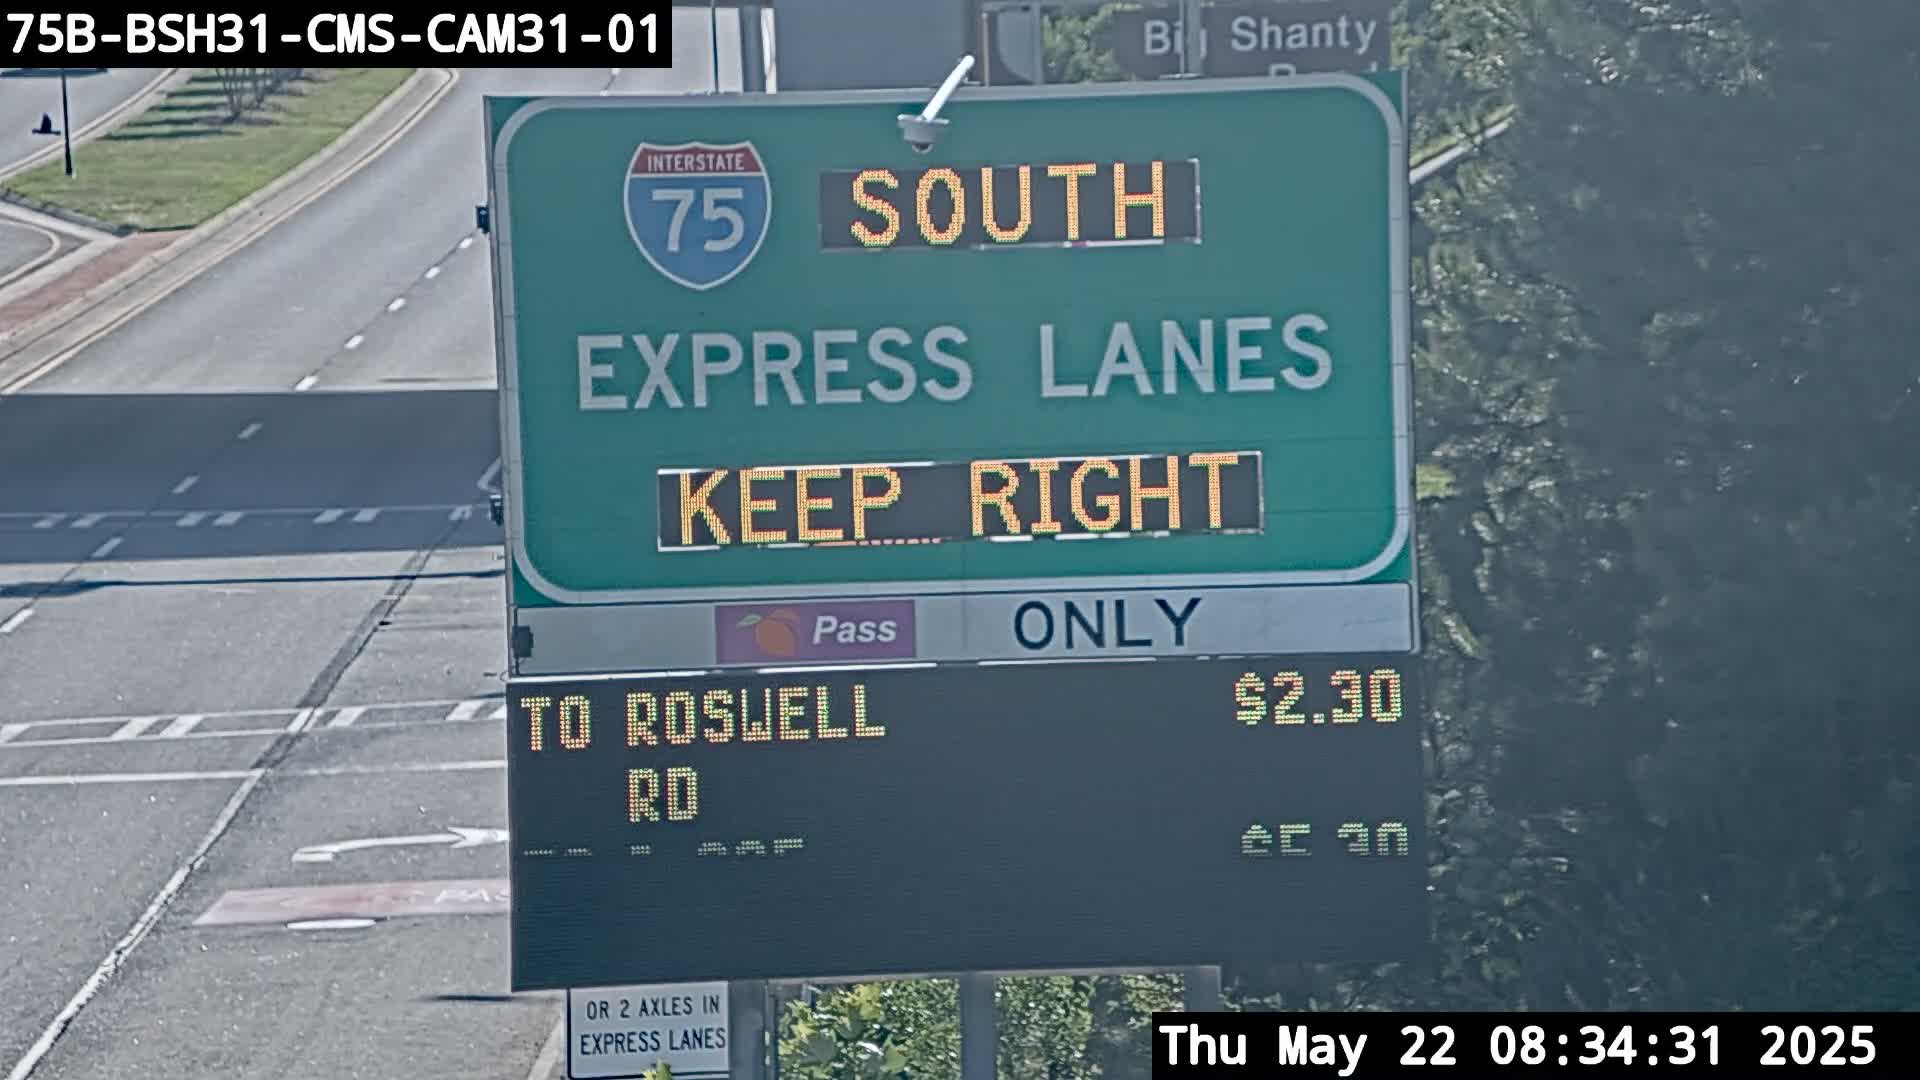 75B-BSH31-CMS-CAM31-01
Big Shanty
INTERSTATE
75
SOUTH
EXPRESS LANES
KEEP RIGHT
Pass ONLY
TO ROSWELL $2.30
RD
OR 2 AXLES IN
EXPRESS LANES
Thu May 22 08:34:31 2025